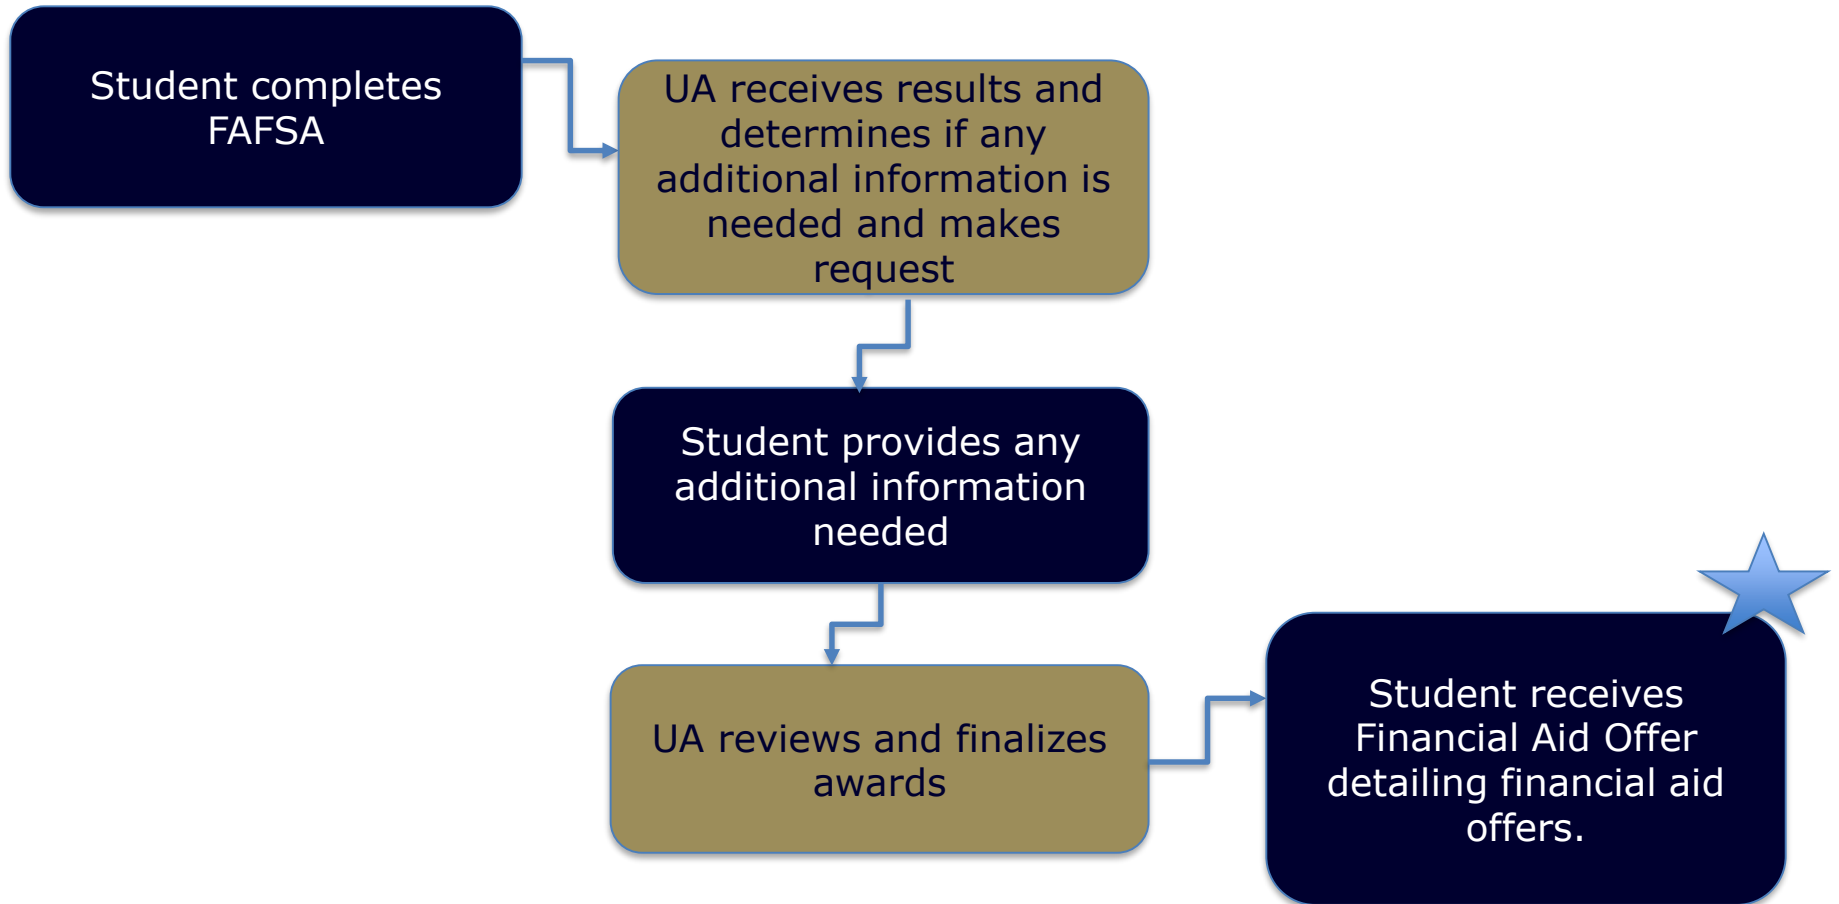 Student completes
FAFSA
UA receives results and
determines if any
additional information is
needed and makes
request
Student provides any
additional information
needed
UA reviews and finalizes
awards
Student receives
Financial Aid Offer
detailing financial aid
offers.